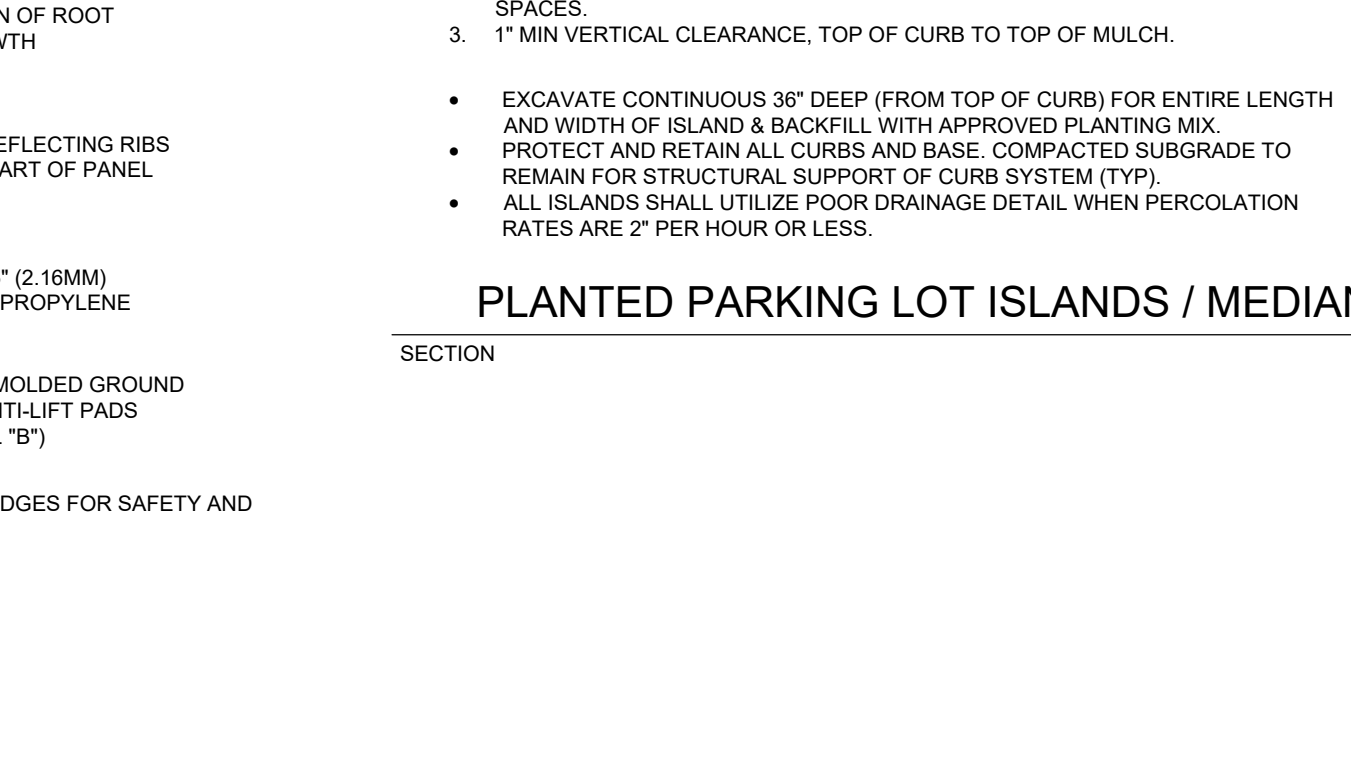 N OF ROOT
WTH
EFLECTING RIBS
ART OF PANEL
" (2.16MM)
PROPYLENE
MOLDED GROUND
TI-LIFT PADS
"B")
DGES FOR SAFETY AND
SPACES.
3. 1" MIN VERTICAL CLEARANCE, TOP OF CURB TO TOP OF MULCH.
• EXCAVATE CONTINUOUS 36" DEEP (FROM TOP OF CURB) FOR ENTIRE LENGTH
AND WIDTH OF ISLAND & BACKFILL WITH APPROVED PLANTING MIX.
• PROTECT AND RETAIN ALL CURBS AND BASE. COMPACTED SUBGRADE TO
REMAIN FOR STRUCTURAL SUPPORT OF CURB SYSTEM (TYP).
• ALL ISLANDS SHALL UTILIZE POOR DRAINAGE DETAIL WHEN PERCOLATION
RATES ARE 2" PER HOUR OR LESS.
PLANTED PARKING LOT ISLANDS / MEDIAN
SECTION